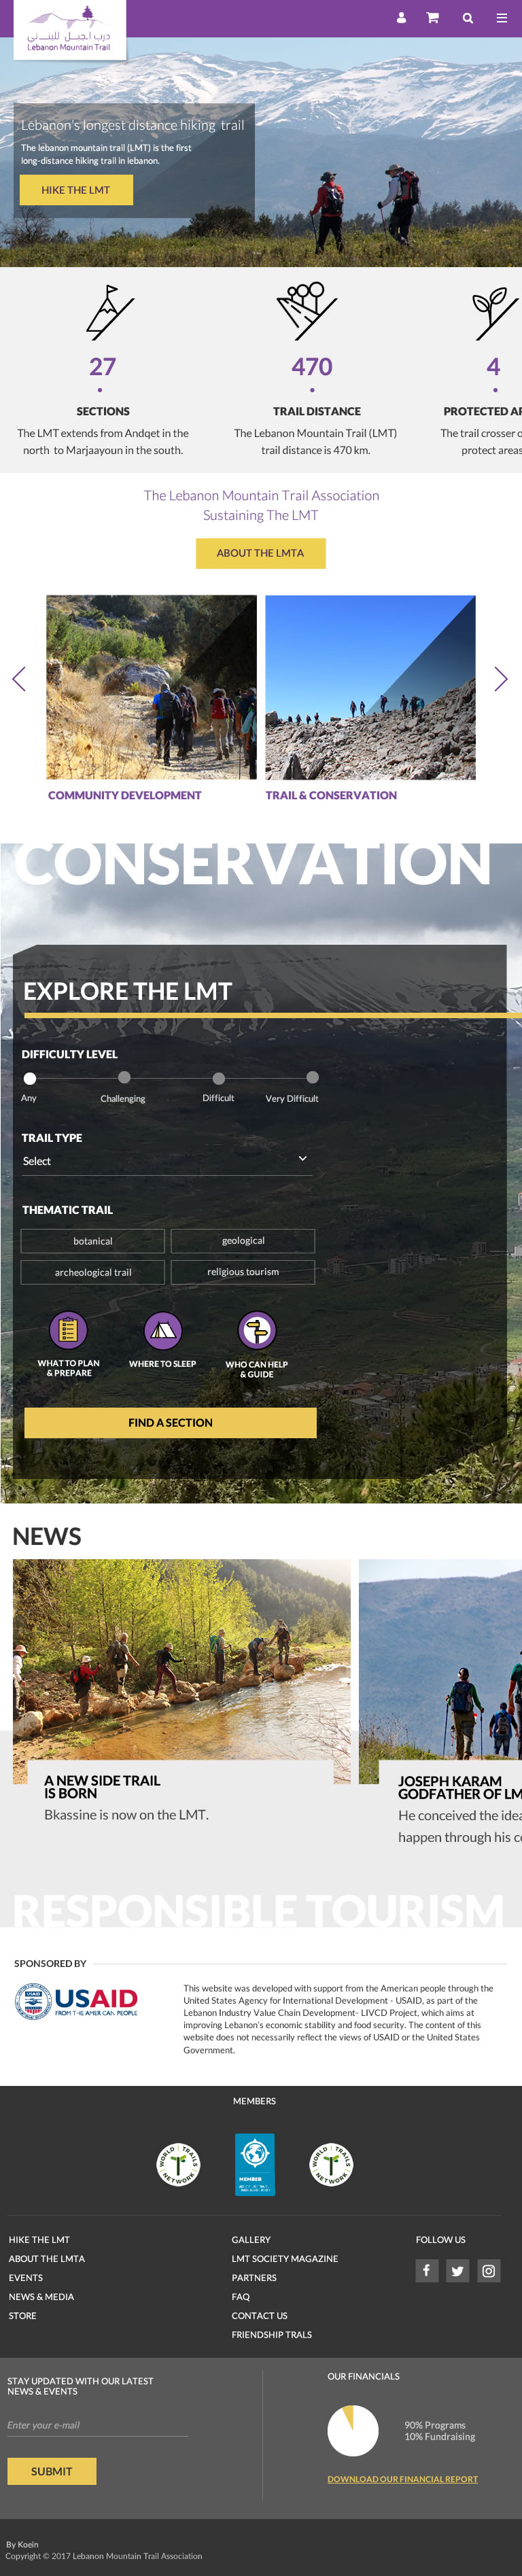 درب الجبل اللبناني
Lebanon Mountain Trail
Lebanon's longest distance hiking trail
The lebanon mountain trail (LMT) is the first
long-distance hiking trail in lebanon.
HIKE THE LMT
27
SECTIONS
The LMT extends from Andqet in the
north to Marjaayoun in the south.
470
TRAIL DISTANCE
The Lebanon Mountain Trail (LMT)
trail distance is 470 km.
4
PROTECTED AR
The trail crosser o
protect areas
The Lebanon Mountain Trail Association
Sustaining The LMT
ABOUT THE LMTA
COMMUNITY DEVELOPMENT
TRAIL & CONSERVATION
CONSERVATION
EXPLORE THE LMT
DIFFICULTY LEVEL
Any
Challenging
Difficult
Very Difficult
TRAIL TYPE
Select
THEMATIC TRAIL
botanical
geological
archeological trail
religious tourism
WHAT TO PLAN
& PREPARE
WHERE TO SLEEP
WHO CAN HELP
& GUIDE
FIND A SECTION
NEWS
A NEW SIDE TRAIL
IS BORN
Bkassine is now on the LMT.
JOSEPH KARAM
GODFATHER OF LM
He conceived the idea
happen through his co
RESPONSIBLE TOURISM
SPONSORED BY
USAID
USAID
FROM THE AMERICAN PEOPLE
This website was developed with support from the American people through the
United States Agency for International Development - USAID, as part of the
Lebanon Industry Value Chain Development- LIVCD Project, which aims at
improving Lebanon's economic stability and food security. The content of this
website does not necessarily reflect the views of USAID or the United States
Government.
MEMBERS
WORLD TRAILS
NETWORK
MEMBER
WORLD TRAILS
NETWORK
HIKE THE LMT
ABOUT THE LMTA
EVENTS
NEWS & MEDIA
STORE
GALLERY
LMT SOCIETY MAGAZINE
PARTNERS
FAQ
CONTACT US
FRIENDSHIP TRALS
FOLLOW US
STAY UPDATED WITH OUR LATEST
NEWS & EVENTS
Enter your e-mail
SUBMIT
OUR FINANCIALS
90% Programs
10% Fundraising
DOWNLOAD OUR FINANCIAL REPORT
By Koein
Copyright © 2017 Lebanon Mountain Trail Association